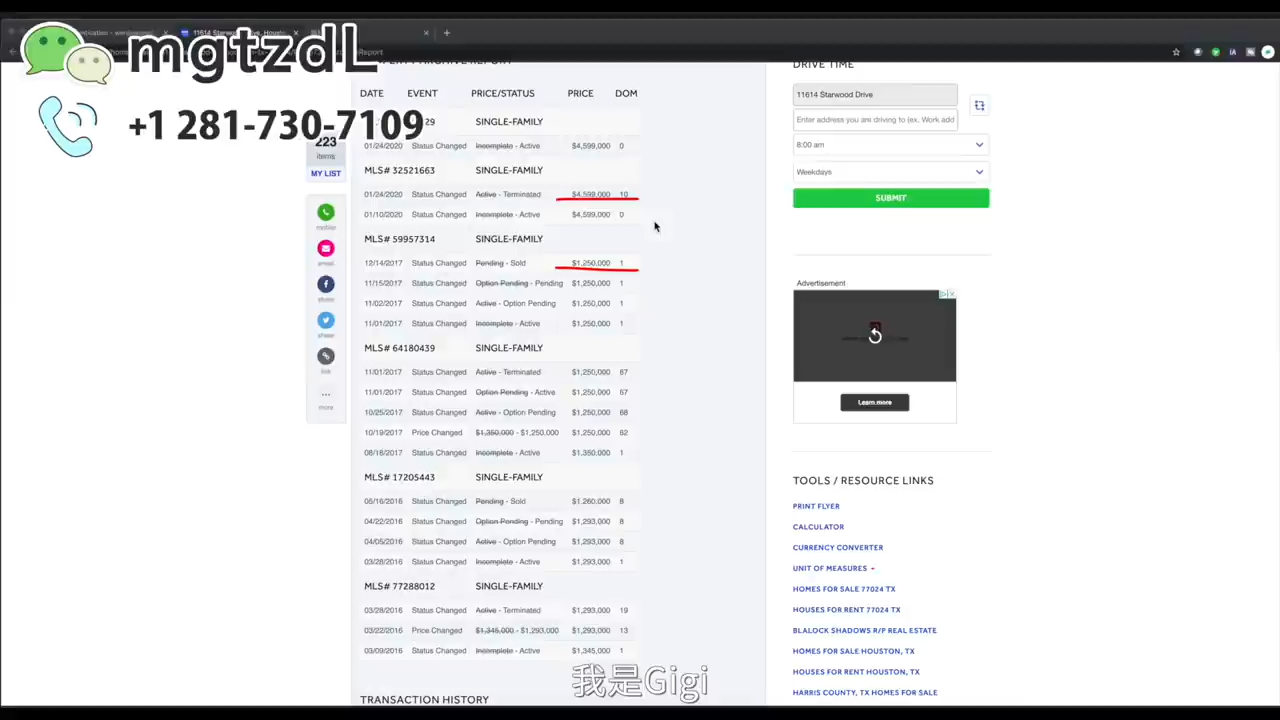 mgtzdL
+1 281-730-7109
DATE EVENT PRICE/STATUS PRICE DOM
29 SINGLE-FAMILY
01/24/2020 Status Changed Incomplete - Active $4,599,000 0
MLS# 32521663 SINGLE-FAMILY
01/24/2020 Status Changed Active - Terminated $4,599,000 10
01/10/2020 Status Changed Incomplete - Active $4,599,000 0
MLS# 59957314 SINGLE-FAMILY
12/14/2017 Status Changed Pending - Sold $1,250,000 1
11/15/2017 Status Changed Option Pending - Pending $1,250,000 1
11/02/2017 Status Changed Active - Option Pending $1,250,000 1
11/01/2017 Status Changed Incomplete - Active $1,250,000 1
MLS# 64180439 SINGLE-FAMILY
11/01/2017 Status Changed Active - Terminated $1,250,000 67
11/01/2017 Status Changed Option Pending - Active $1,250,000 67
10/25/2017 Status Changed Active - Option Pending $1,250,000 68
10/19/2017 Price Changed $1,350,000 - $1,250,000 $1,250,000 62
08/18/2017 Status Changed Incomplete - Active $1,350,000 1
MLS# 17205443 SINGLE-FAMILY
05/16/2016 Status Changed Pending - Sold $1,260,000 8
04/22/2016 Status Changed Option Pending - Pending $1,293,000 8
04/05/2016 Status Changed Active - Option Pending $1,293,000 8
03/28/2016 Status Changed Incomplete - Active $1,293,000 1
MLS# 77288012 SINGLE-FAMILY
03/28/2016 Status Changed Active - Terminated $1,293,000 19
03/22/2016 Price Changed $1,345,000 - $1,293,000 $1,293,000 13
03/09/2016 Status Changed Incomplete - Active $1,345,000 1
TRANSACTION HISTORY
223
items
MY LIST
email
share
link
more
DRIVE TIME
11614 Starwood Drive
Enter address you are driving to (ex. Work add
8:00 am
Weekdays
SUBMIT
Advertisement
Learn more
TOOLS / RESOURCE LINKS
PRINT FLYER
CALCULATOR
CURRENCY CONVERTER
UNIT OF MEASURES
HOMES FOR SALE 77024 TX
HOUSES FOR RENT 77024 TX
BLALOCK SHADOWS R/P REAL ESTATE
HOMES FOR SALE HOUSTON, TX
HOUSES FOR RENT HOUSTON, TX
HARRIS COUNTY, TX HOMES FOR SALE
我是Gigi